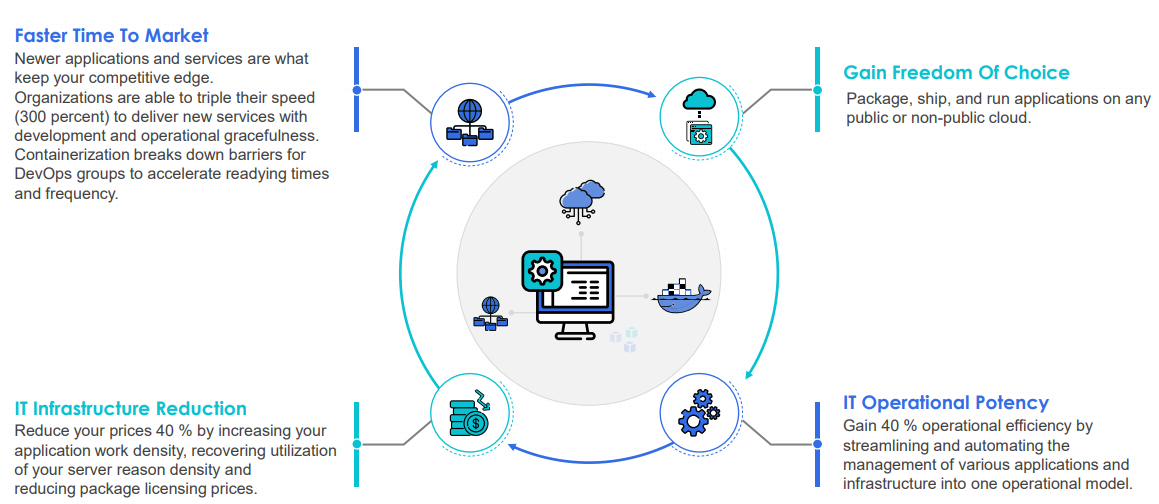 Faster Time To Market
Newer applications and services are what
keep your competitive edge.
Organizations are able to triple their speed
(300 percent) to deliver new services with
development and operational gracefulness.
Containerization breaks down barriers for
DevOps groups to accelerate readying times
and frequency.
Gain Freedom Of Choice
Package, ship, and run applications on any
public or non-public cloud.
IT Infrastructure Reduction
Reduce your prices 40 % by increasing your
application work density, recovering utilization
of your server reason density and
reducing package licensing prices.
$
IT Operational Potency
Gain 40 % operational efficiency by
streamlining and automating the
management of various applications and
infrastructure into one operational model.